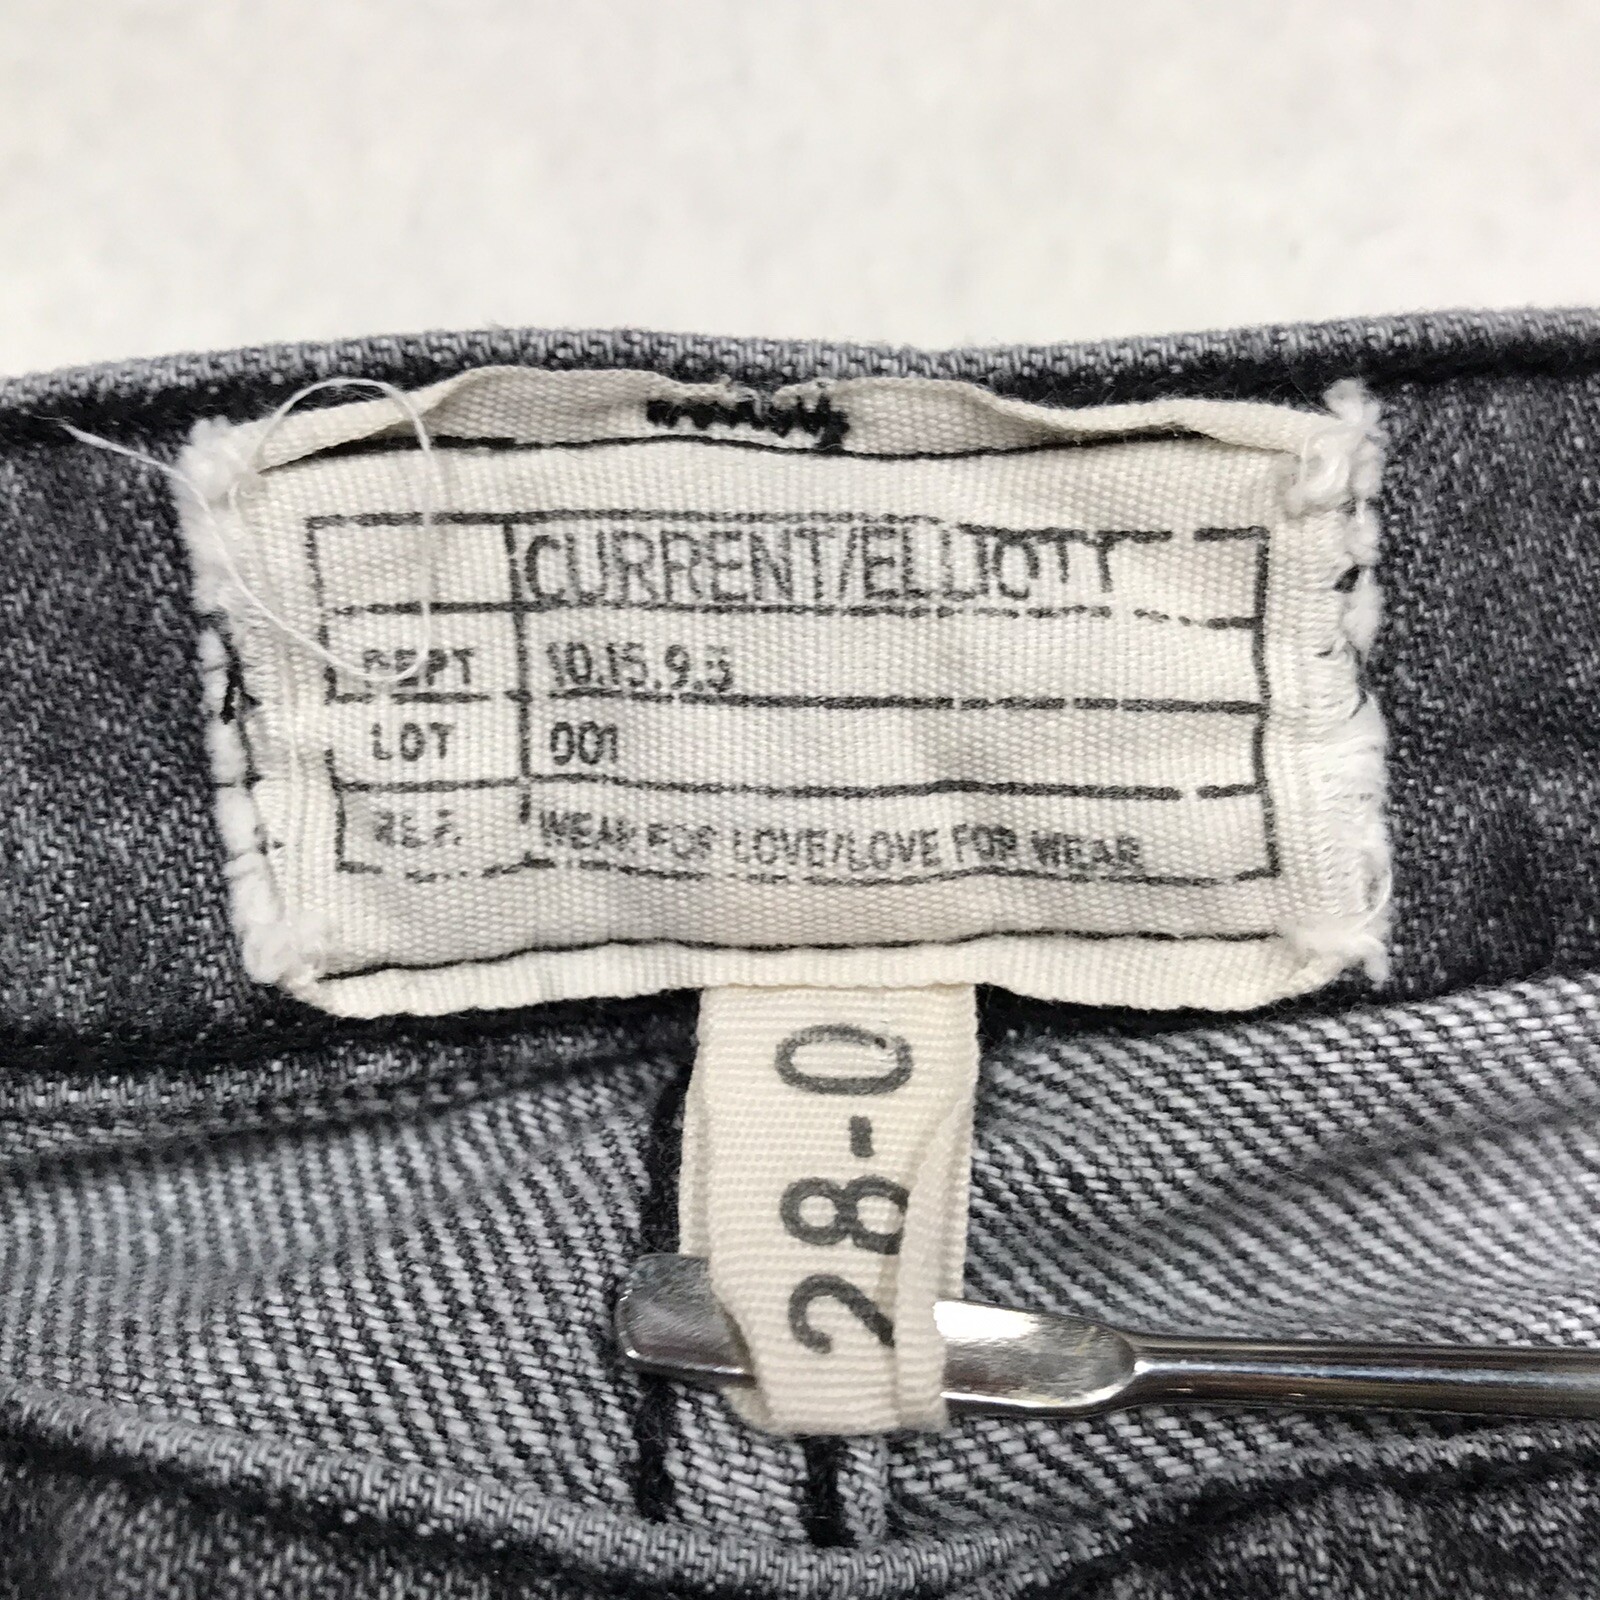 CURRENT/ELLIOTT
DEPT 10.15.9.3
LOT 001
REF. WEAR FOR LOVE/LOVE FOR WEAR
28-0